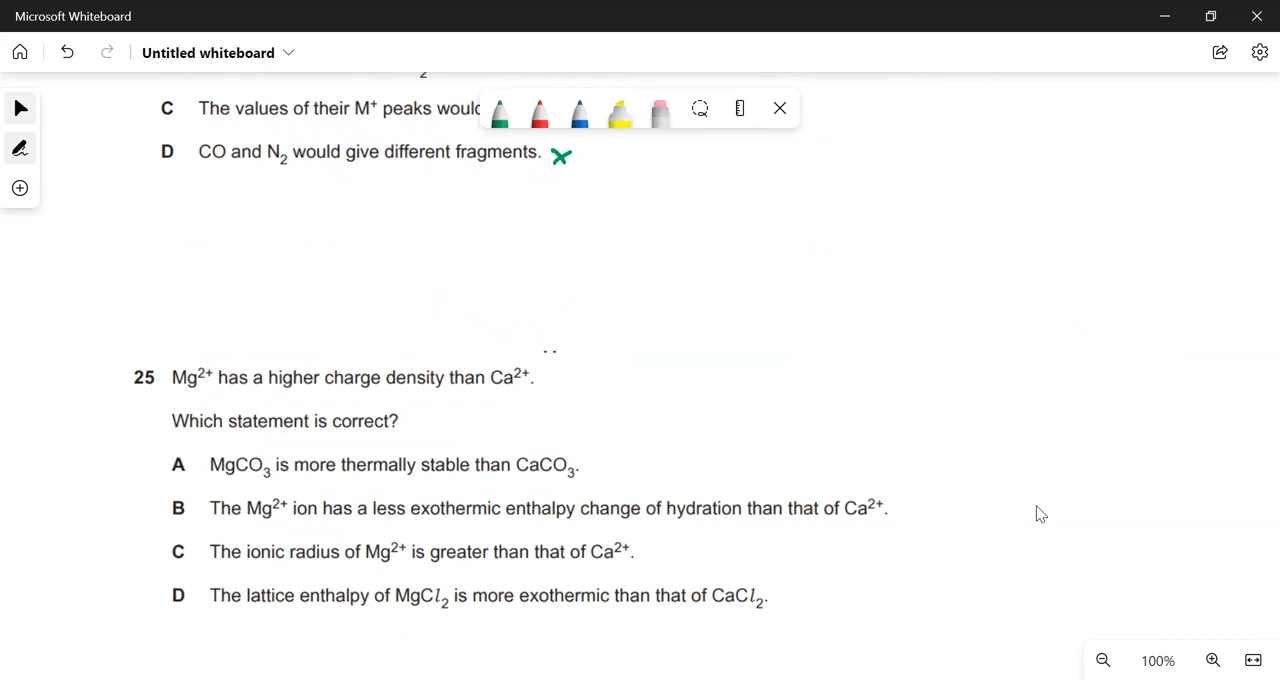 Microsoft Whiteboard
Untitled whiteboard
2
C The values of their M⁺ peaks would
D CO and N₂ would give different fragments.
25 Mg²⁺ has a higher charge density than Ca²⁺.
Which statement is correct?
A MgCO₃ is more thermally stable than CaCO₃.
B The Mg²⁺ ion has a less exothermic enthalpy change of hydration than that of Ca²⁺.
C The ionic radius of Mg²⁺ is greater than that of Ca²⁺.
D The lattice enthalpy of MgCl₂ is more exothermic than that of CaCl₂.
100%